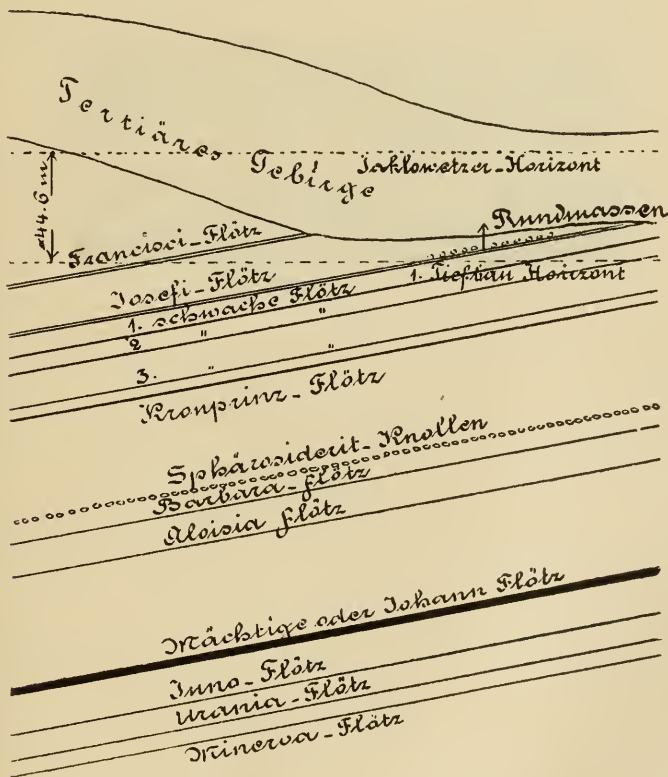 Tertiäres Gebirge
Jaklowetzer-Horizont
44.6 m
Francisci-Flötz
Rundmassen
1. Tiefbau Horizont
Josefi-Flötz
1. schwache Flötz
2 " "
3. " "
Kronprinz-Flötz
Sphärosiderit-Knollen
Barbara-Flötz
Aloisia Flötz
Mächtige oder Johann Flötz
Juno-Flötz
Urania-Flötz
Minerva-Flötz